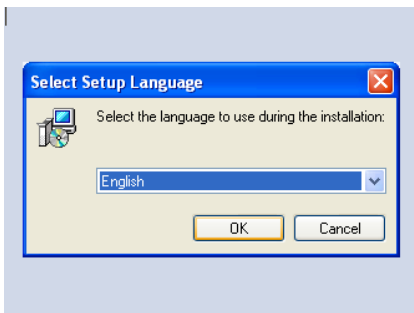 Select Setup Language
Select the language to use during the installation:
English
OK
Cancel